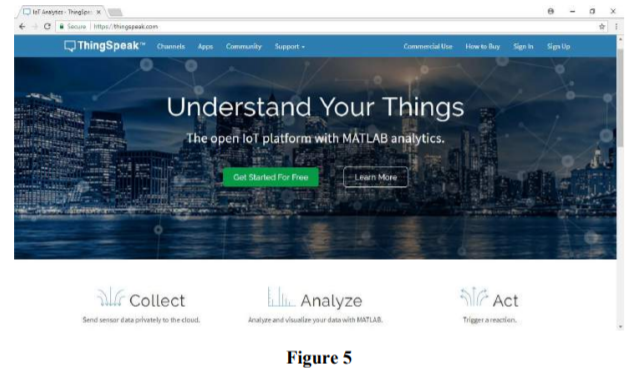 IoT Analytics - ThingSpea
Secure | https://thingspeak.com
ThingSpeak™ Channels Apps Community Support Commercial Use How to Buy Sign In Sign Up
Understand Your Things
The open IoT platform with MATLAB analytics.
Get Started For Free Learn More
Collect Analyze Act
Send sensor data privately to the cloud. Analyze and visualize your data with MATLAB. Trigger a reaction.
Figure 5